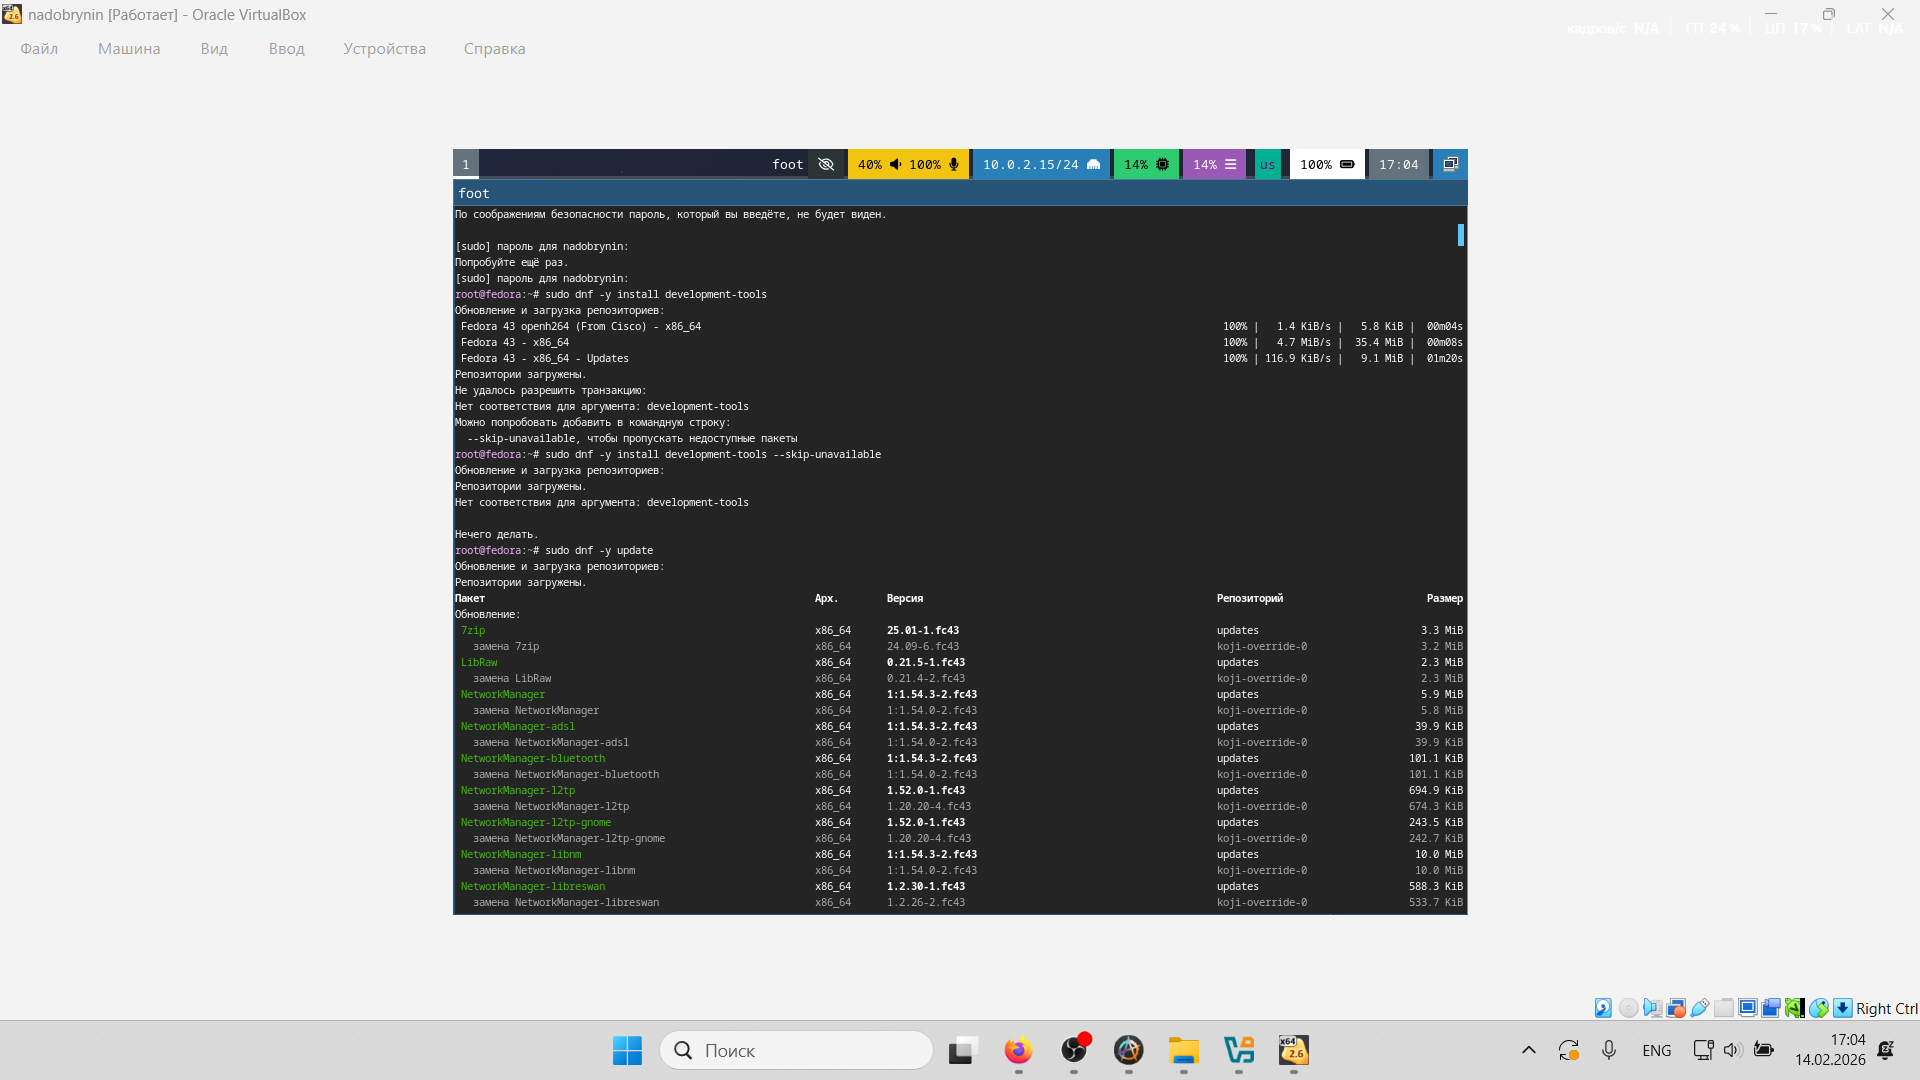 nadobrynin [Работает] - Oracle VirtualBox
кадров/с N/A ГП 24 % ЦП 17 % LAT N/A
Файл Машина Вид Ввод Устройства Справка
1 foot 40% 100% 10.0.2.15/24 14% 14% us 100% 17:04
foot
По соображениям безопасности пароль, который вы введёте, не будет виден.
[sudo] пароль для nadobrynin:
Попробуйте ещё раз.
[sudo] пароль для nadobrynin:
root@fedora:~# sudo dnf -y install development-tools
Обновление и загрузка репозиториев:
Fedora 43 openh264 (From Cisco) - x86_64 100% | 1.4 KiB/s | 5.8 KiB | 00m04s
Fedora 43 - x86_64 100% | 4.7 MiB/s | 35.4 MiB | 00m08s
Fedora 43 - x86_64 - Updates 100% | 116.9 KiB/s | 9.1 MiB | 01m20s
Репозитории загружены.
Не удалось разрешить транзакцию:
Нет соответствия для аргумента: development-tools
Можно попробовать добавить в командную строку:
--skip-unavailable, чтобы пропускать недоступные пакеты
root@fedora:~# sudo dnf -y install development-tools --skip-unavailable
Обновление и загрузка репозиториев:
Репозитории загружены.
Нет соответствия для аргумента: development-tools
Нечего делать.
root@fedora:~# sudo dnf -y update
Обновление и загрузка репозиториев:
Репозитории загружены.
Пакет Арх. Версия Репозиторий Размер
Обновление:
7zip x86_64 25.01-1.fc43 updates 3.3 MiB
замена 7zip x86_64 24.09-6.fc43 koji-override-0 3.2 MiB
LibRaw x86_64 0.21.5-1.fc43 updates 2.3 MiB
замена LibRaw x86_64 0.21.4-2.fc43 koji-override-0 2.3 MiB
NetworkManager x86_64 1:1.54.3-2.fc43 updates 5.9 MiB
замена NetworkManager x86_64 1:1.54.0-2.fc43 koji-override-0 5.8 MiB
NetworkManager-adsl x86_64 1:1.54.3-2.fc43 updates 39.9 KiB
замена NetworkManager-adsl x86_64 1:1.54.0-2.fc43 koji-override-0 39.9 KiB
NetworkManager-bluetooth x86_64 1:1.54.3-2.fc43 updates 101.1 KiB
замена NetworkManager-bluetooth x86_64 1:1.54.0-2.fc43 koji-override-0 101.1 KiB
NetworkManager-l2tp x86_64 1.52.0-1.fc43 updates 694.9 KiB
замена NetworkManager-l2tp x86_64 1.20.20-4.fc43 koji-override-0 674.3 KiB
NetworkManager-l2tp-gnome x86_64 1.52.0-1.fc43 updates 243.5 KiB
замена NetworkManager-l2tp-gnome x86_64 1.20.20-4.fc43 koji-override-0 242.7 KiB
NetworkManager-libnm x86_64 1:1.54.3-2.fc43 updates 10.0 MiB
замена NetworkManager-libnm x86_64 1:1.54.0-2.fc43 koji-override-0 10.0 MiB
NetworkManager-libreswan x86_64 1.2.30-1.fc43 updates 588.3 KiB
замена NetworkManager-libreswan x86_64 1.2.26-2.fc43 koji-override-0 533.7 KiB
Right Ctrl
Поиск
ENG
17:04
14.02.2026